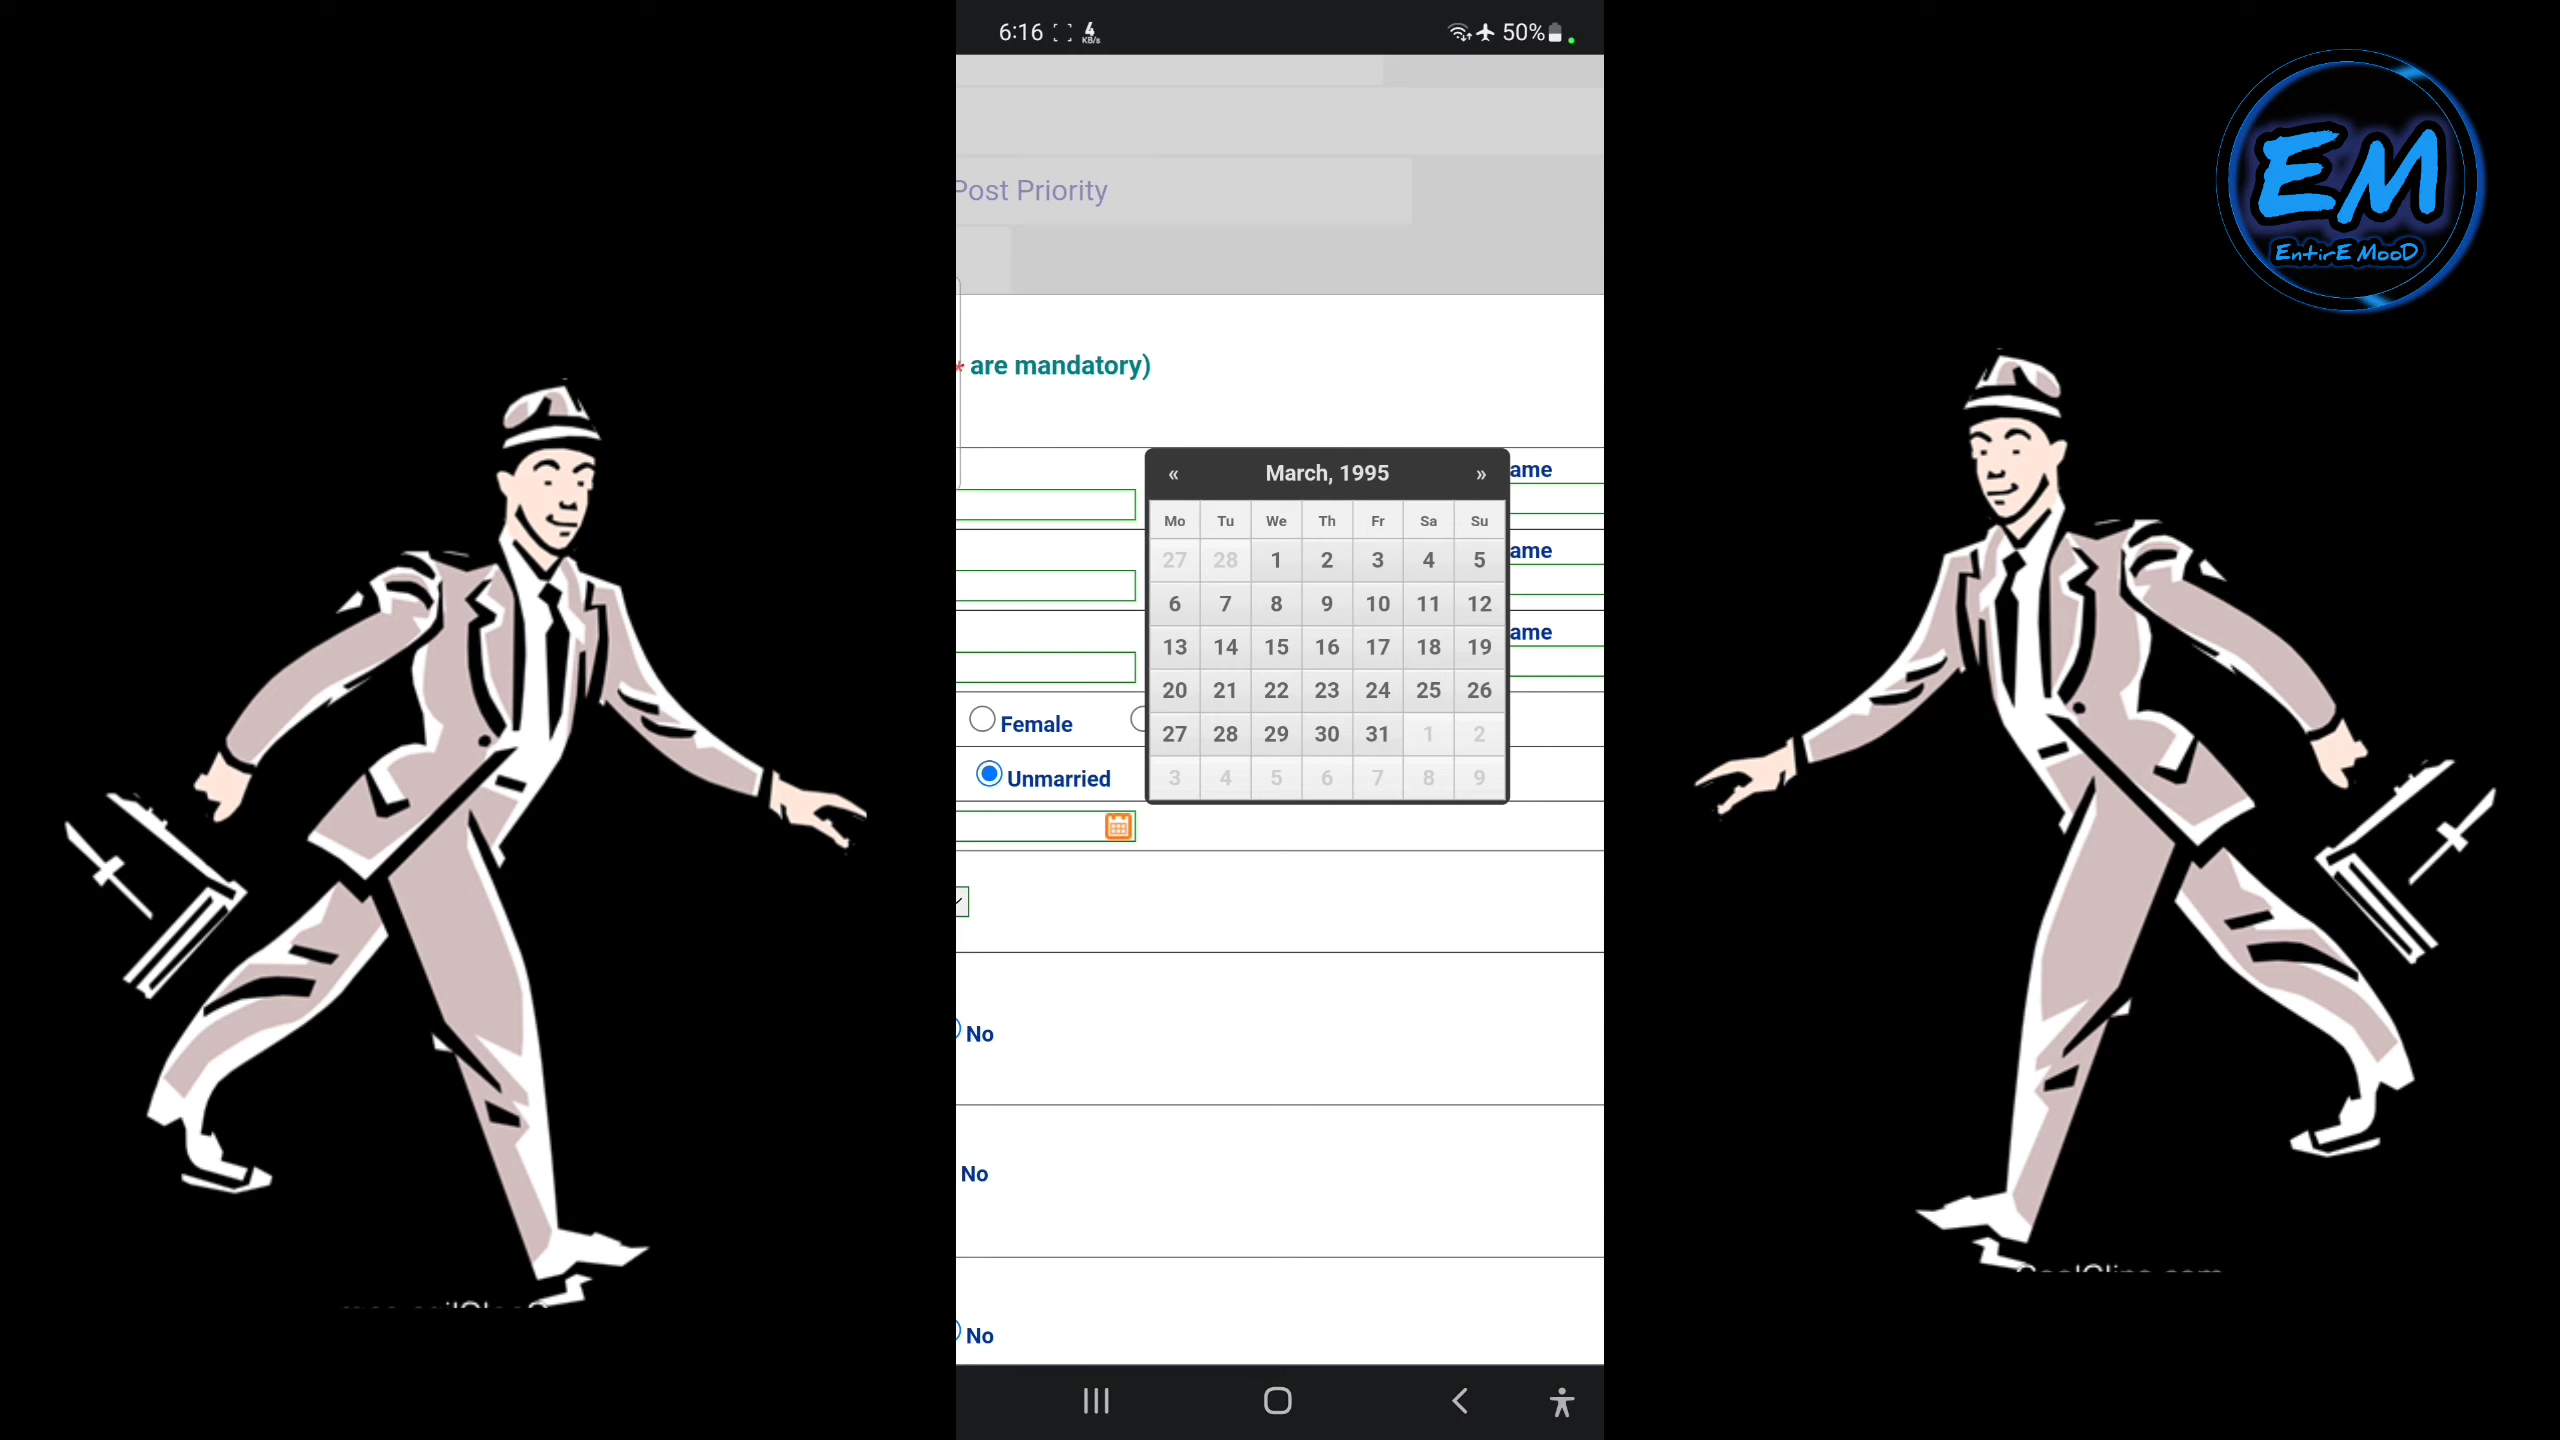 6:16 4 KB/s 50%
Post Priority
* are mandatory)
« March, 1995 »
Mo Tu We Th Fr Sa Su
27 28 1 2 3 4 5
6 7 8 9 10 11 12
13 14 15 16 17 18 19
20 21 22 23 24 25 26
27 28 29 30 31 1 2
3 4 5 6 7 8 9
ame
ame
ame
Female
Unmarried
No
No
No
EM
EntirE MooD